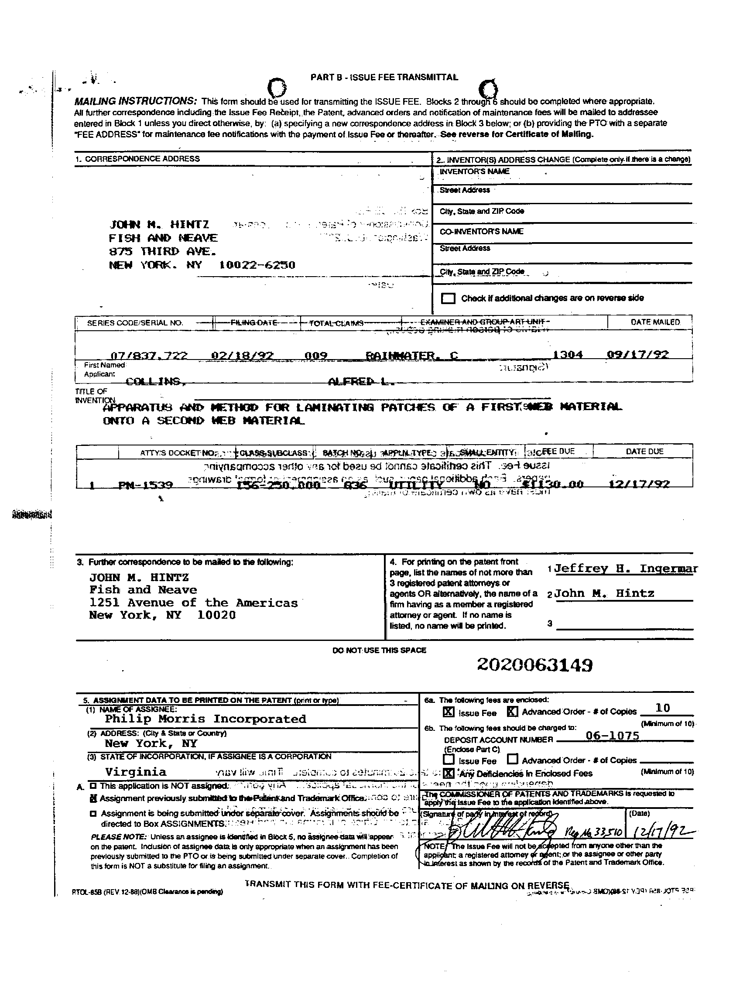 PART B - ISSUE FEE TRANSMITTAL
MAILING INSTRUCTIONS: This form should be used for transmitting the ISSUE FEE. Blocks 2 through 6 should be completed where appropriate.
All further correspondence including the Issue Fee Receipt, the Patent, advanced orders and notification of maintenance fees will be mailed to addressee
entered in Block 1 unless you direct otherwise, by: (a) specifying a new correspondence address in Block 3 below; or (b) providing the PTO with a separate
"FEE ADDRESS" for maintenance fee notifications with the payment of Issue Fee or thereafter. See reverse for Certificate of Mailing.
1. CORRESPONDENCE ADDRESS
JOHN M. HINTZ
FISH AND NEAVE
875 THIRD AVE.
NEW YORK, NY 10022-6250
2. INVENTOR(S) ADDRESS CHANGE (Complete only if there is a change)
INVENTOR'S NAME
Street Address
City, State and ZIP Code
CO-INVENTOR'S NAME
Street Address
City, State and ZIP Code
Check if additional changes are on reverse side
SERIES CODE/SERIAL NO. FILING DATE TOTAL CLAIMS EXAMINER AND GROUP ART UNIT DATE MAILED
07/837,722 02/18/92 009 RAINWATER, C 1304 09/17/92
First Named
Applicant
COLLINS, ALFRED L.
TITLE OF
INVENTION
APPARATUS AND METHOD FOR LAMINATING PATCHES OF A FIRST WEB MATERIAL
ONTO A SECOND WEB MATERIAL
ATTY'S DOCKET NO. CLASS-SUBCLASS BATCH NO. APPLN. TYPE SMALL ENTITY FEE DUE DATE DUE
1 PM-1539 156-250.000 G36 UTILITY NO $1130.00 12/17/92
3. Further correspondence to be mailed to the following:
JOHN M. HINTZ
Fish and Neave
1251 Avenue of the Americas
New York, NY 10020
4. For printing on the patent front
page, list the names of not more than
3 registered patent attorneys or
agents OR alternatively, the name of a
firm having as a member a registered
attorney or agent. If no name is
listed, no name will be printed.
1 Jeffrey H. Ingerman
2 John M. Hintz
3
DO NOT USE THIS SPACE
2020063149
5. ASSIGNMENT DATA TO BE PRINTED ON THE PATENT (print or type)
(1) NAME OF ASSIGNEE:
Philip Morris Incorporated
(2) ADDRESS: (City & State or Country)
New York, NY
(3) STATE OF INCORPORATION, IF ASSIGNEE IS A CORPORATION
Virginia
A. This application is NOT assigned.
Assignment previously submitted to the Patent and Trademark Office.
Assignment is being submitted under separate cover. Assignments should be
directed to Box ASSIGNMENTS.
PLEASE NOTE: Unless an assignee is identified in Block 5, no assignee data will appear
on the patent. Inclusion of assignee data is only appropriate when an assignment has been
previously submitted to the PTO or is being submitted under separate cover. Completion of
this form is NOT a substitute for filing an assignment.
6a. The following fees are enclosed:
X Issue Fee X Advanced Order - # of Copies 10
(Minimum of 10)
6b. The following fees should be charged to:
DEPOSIT ACCOUNT NUMBER 06-1075
(Enclose Part C)
Issue Fee Advanced Order - # of Copies
(Minimum of 10)
X Any Deficiencies in Enclosed Fees
The COMMISSIONER OF PATENTS AND TRADEMARKS is requested to
apply the Issue Fee to the application identified above.
(Signature of party in interest of record) (Date)
Reg. No. 33510 12/17/92
NOTE: The Issue Fee will not be accepted from anyone other than the
applicant; a registered attorney or agent; or the assignee or other party
in interest as shown by the records of the Patent and Trademark Office.
TRANSMIT THIS FORM WITH FEE-CERTIFICATE OF MAILING ON REVERSE
PTOL-85B (REV 12-88)(OMB Clearance is pending)